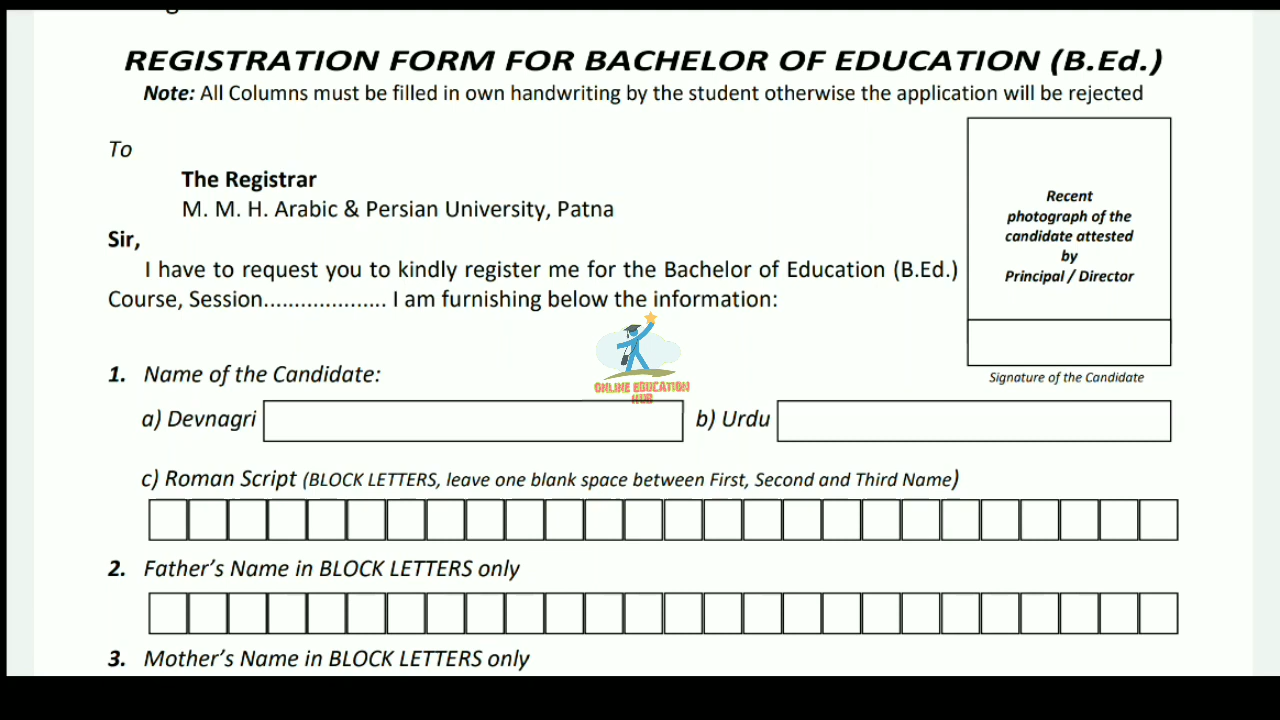 REGISTRATION FORM FOR BACHELOR OF EDUCATION (B.Ed.)
Note: All Columns must be filled in own handwriting by the student otherwise the application will be rejected
To
The Registrar
M. M. H. Arabic & Persian University, Patna
Sir,
I have to request you to kindly register me for the Bachelor of Education (B.Ed.)
Course, Session.................... I am furnishing below the information:
Recent
photograph of the
candidate attested
by
Principal / Director
Signature of the Candidate
ONLINE EDUCATION
HUB
1. Name of the Candidate:
a) Devnagri
b) Urdu
c) Roman Script (BLOCK LETTERS, leave one blank space between First, Second and Third Name)
2. Father's Name in BLOCK LETTERS only
3. Mother's Name in BLOCK LETTERS only